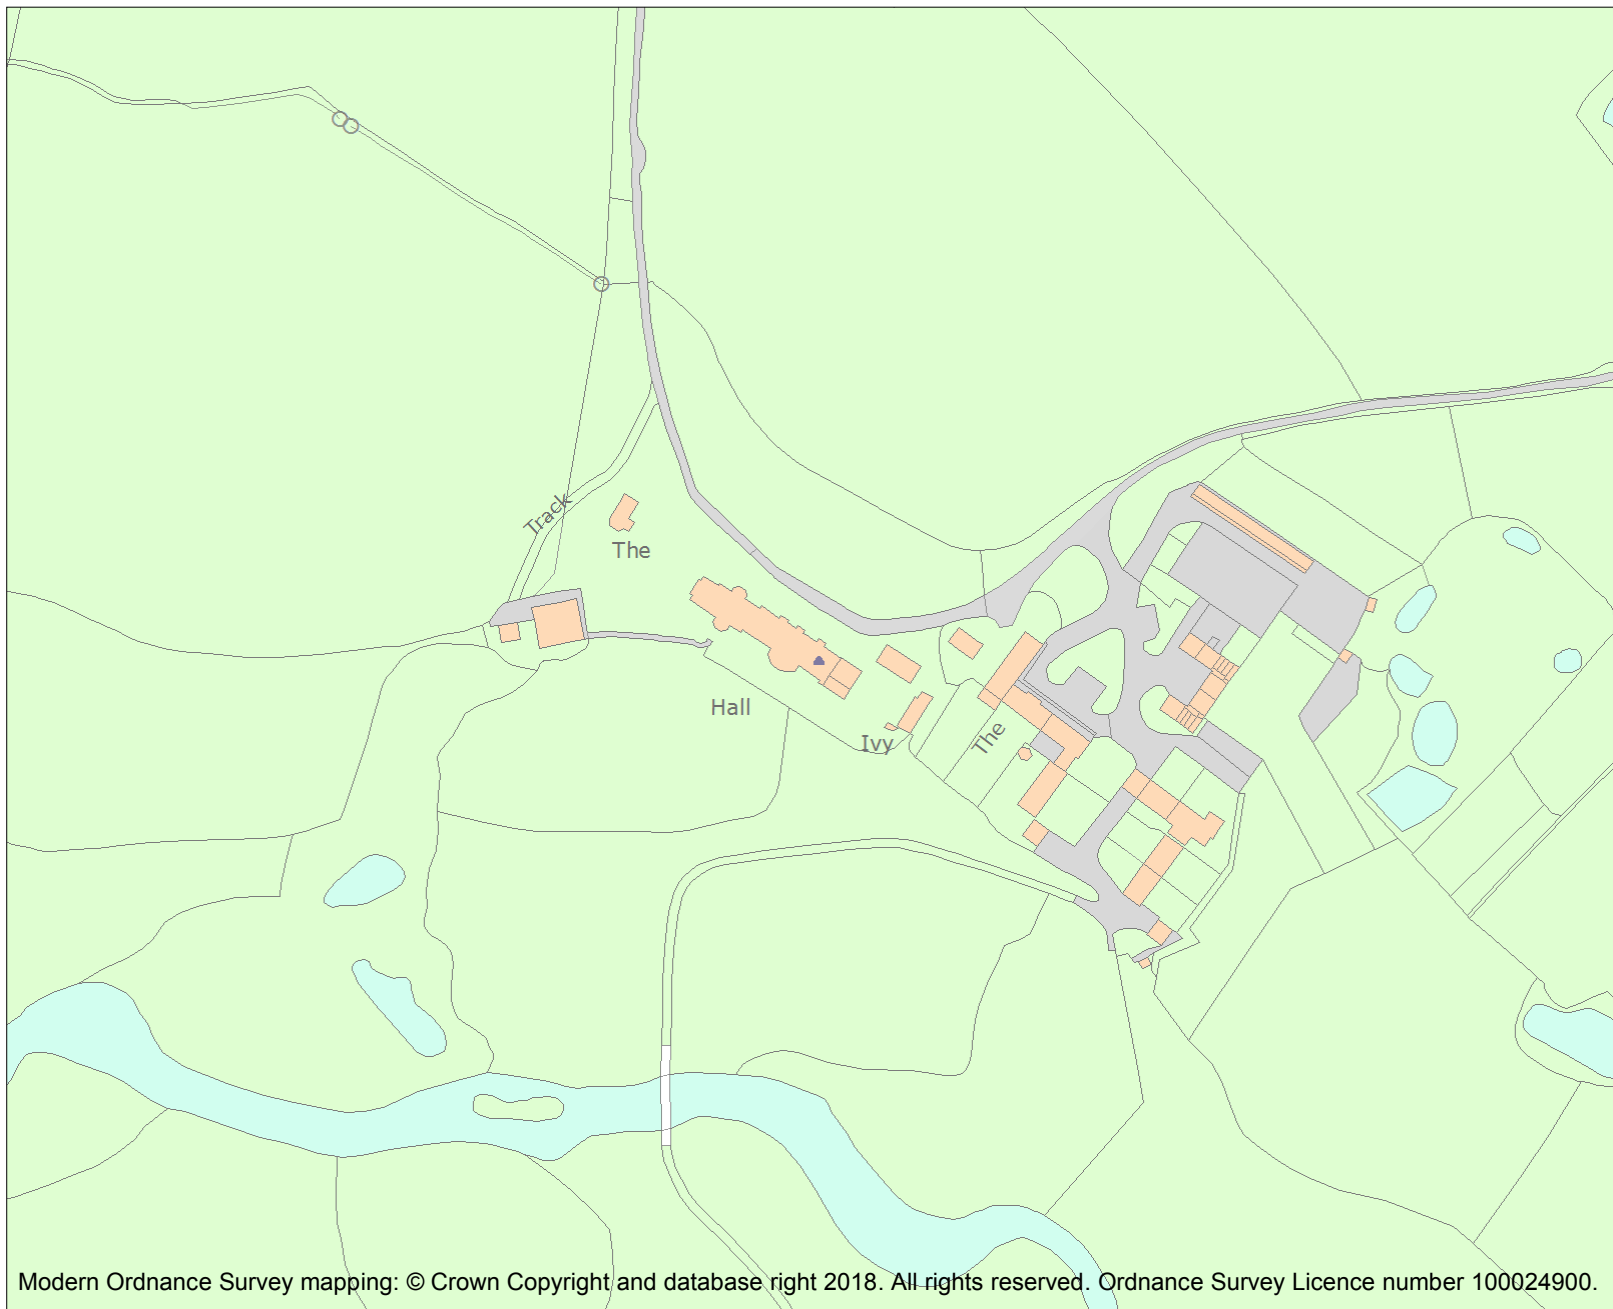 Track
The
Hall
Ivy
The
Modern Ordnance Survey mapping: © Crown Copyright and database right 2018. All rights reserved. Ordnance Survey Licence number 100024900.